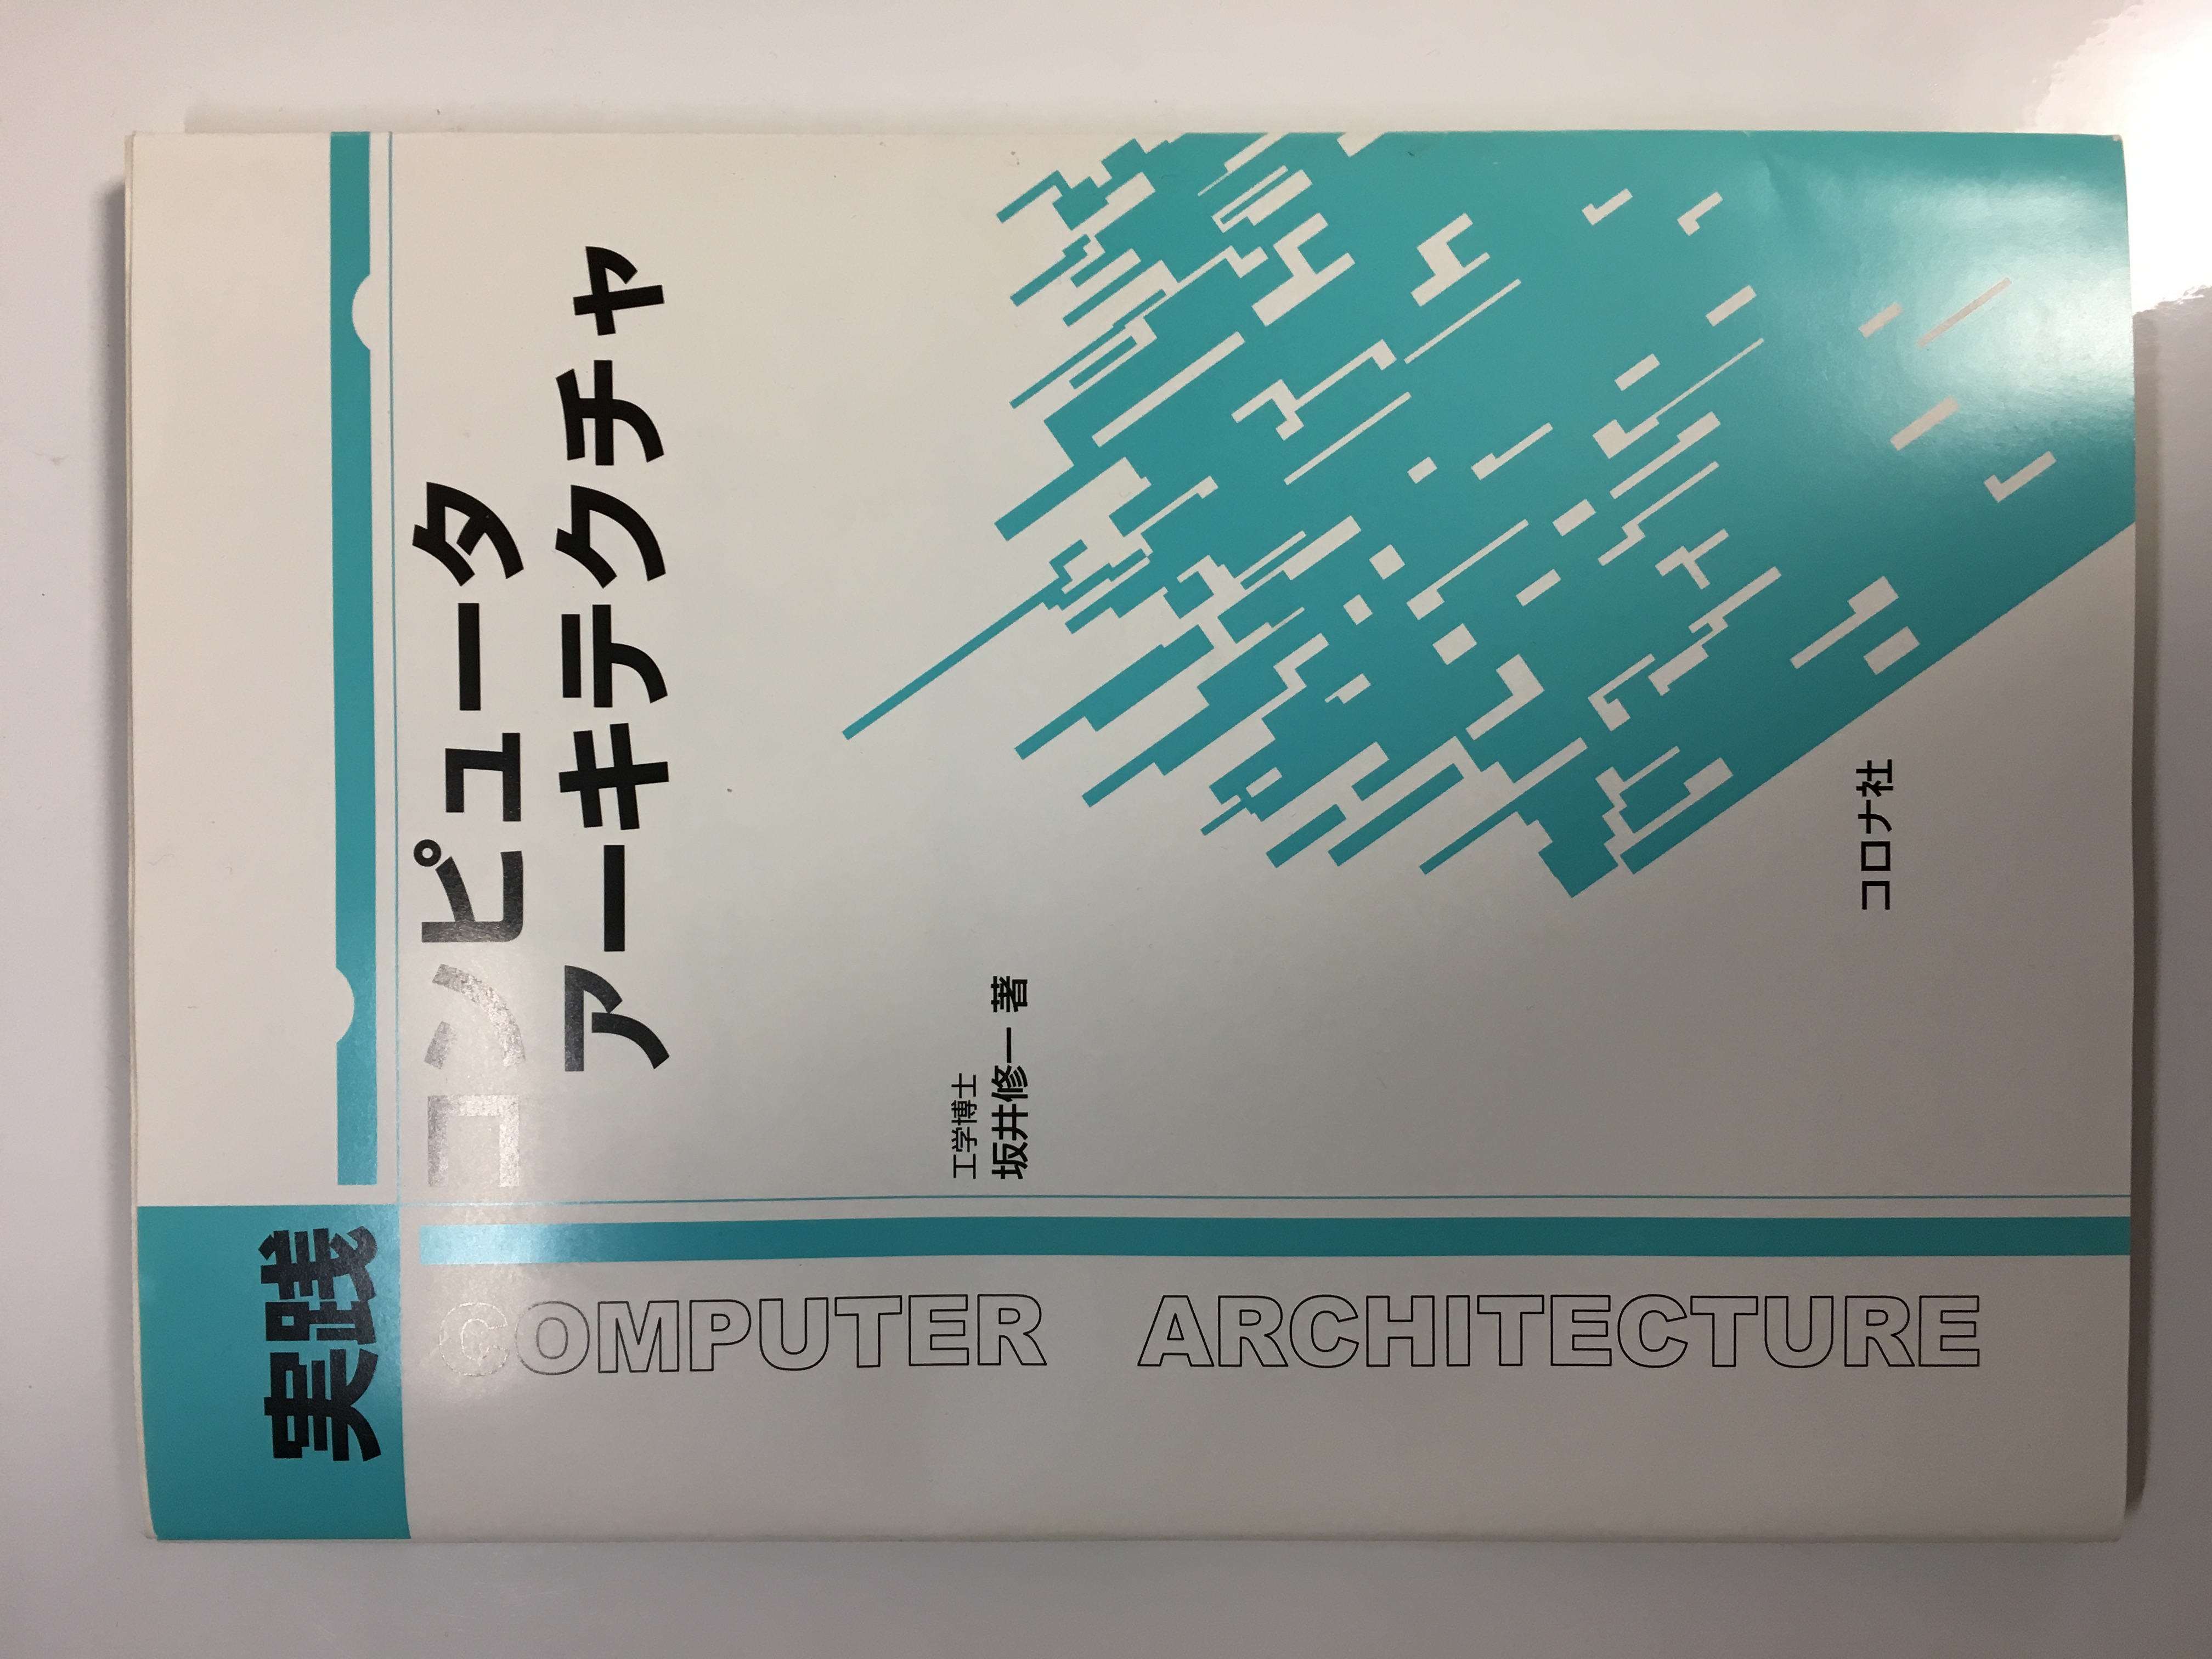 実践
コンピュータ
アーキテクチャ
COMPUTER ARCHITECTURE
工学博士
坂井修一 著
コロナ社